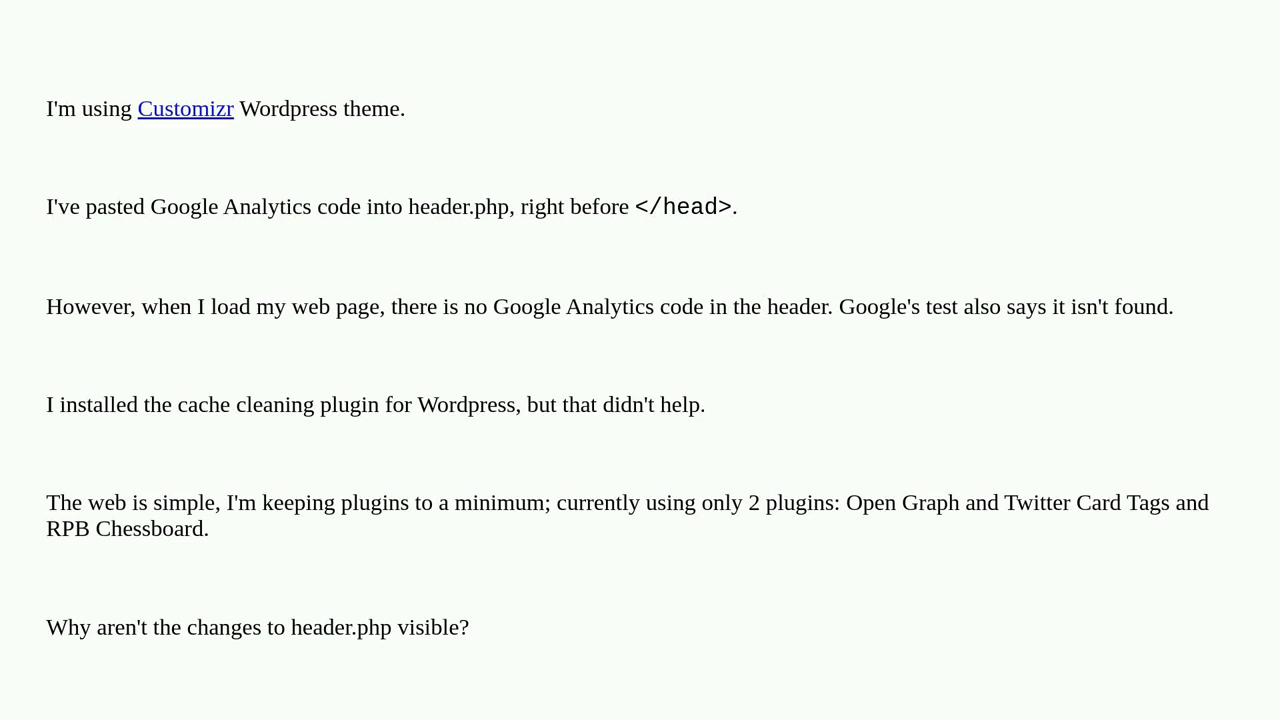 I'm using Customizr Wordpress theme.
I've pasted Google Analytics code into header.php, right before </head>.
However, when I load my web page, there is no Google Analytics code in the header. Google's test also says it isn't found.
I installed the cache cleaning plugin for Wordpress, but that didn't help.
The web is simple, I'm keeping plugins to a minimum; currently using only 2 plugins: Open Graph and Twitter Card Tags and
RPB Chessboard.
Why aren't the changes to header.php visible?